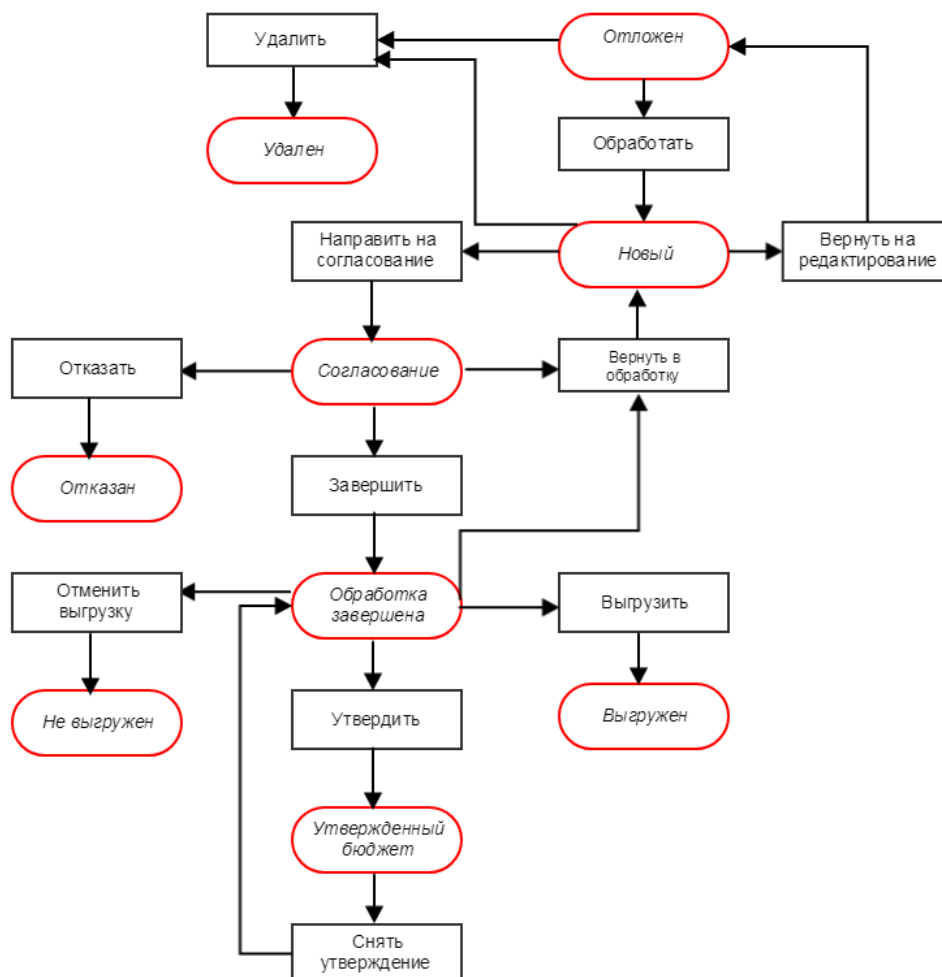 Удалить
Отложен
Удален
Обработать
Направить на
согласование
Новый
Вернуть на
редактирование
Отказать
Согласование
Вернуть в
обработку
Отказан
Завершить
Отменить
выгрузку
Обработка
завершена
Выгрузить
Не выгружен
Утвердить
Выгружен
Утвержденный
бюджет
Снять
утверждение